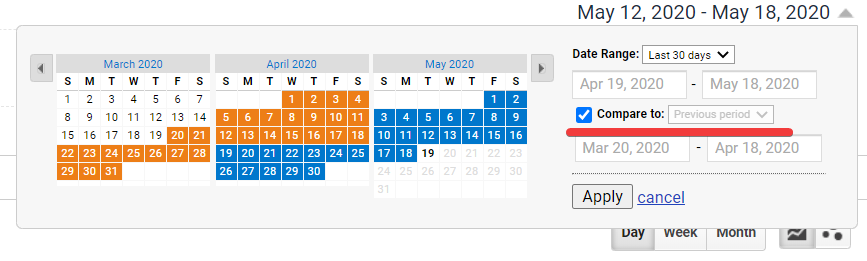 May 12, 2020 - May 18, 2020
March 2020
S M T W T F S
1 2 3 4 5 6 7
8 9 10 11 12 13 14
15 16 17 18 19 20 21
22 23 24 25 26 27 28
29 30 31
April 2020
S M T W T F S
1 2 3 4
5 6 7 8 9 10 11
12 13 14 15 16 17 18
19 20 21 22 23 24 25
26 27 28 29 30
May 2020
S M T W T F S
1 2
3 4 5 6 7 8 9
10 11 12 13 14 15 16
17 18 19 20 21 22 23
24 25 26 27 28 29 30
31
Date Range: Last 30 days
Apr 19, 2020 - May 18, 2020
Compare to: Previous period
Mar 20, 2020 - Apr 18, 2020
Apply cancel
Day Week Month